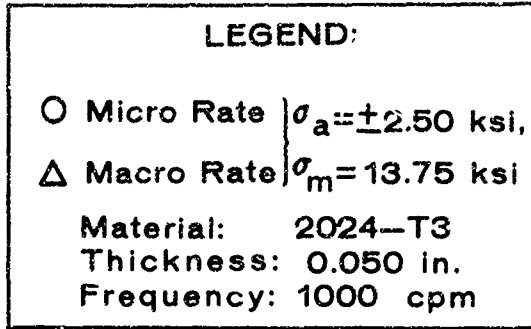 LEGEND:
○ Micro Rate } σa=±2.50 ksi,
△ Macro Rate } σm=13.75 ksi
Material: 2024-T3
Thickness: 0.050 in.
Frequency: 1000 cpm